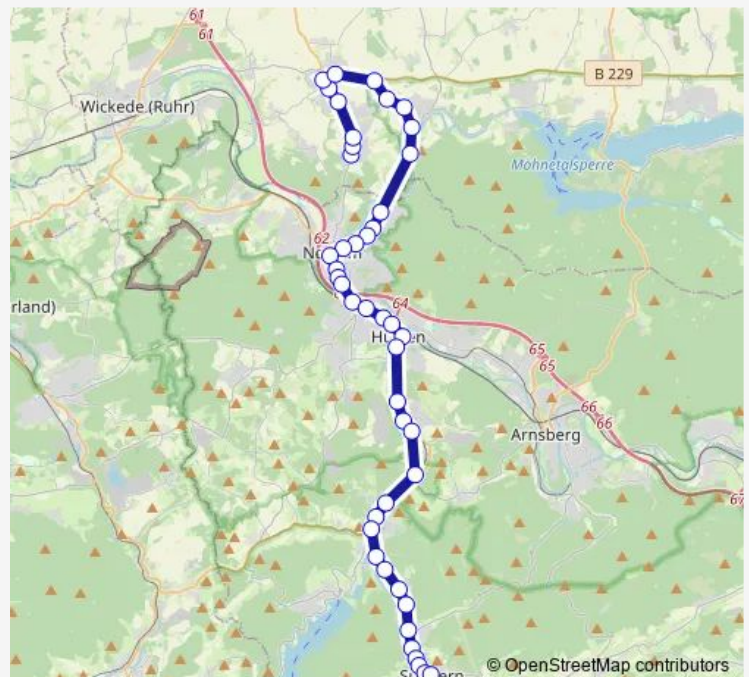 61
61
B 229
Wickede (Ruhr)
Möhnetalsperre
62
rland)
64
65
65
66
66
Arnsberg
67
© OpenStreetMap contributors